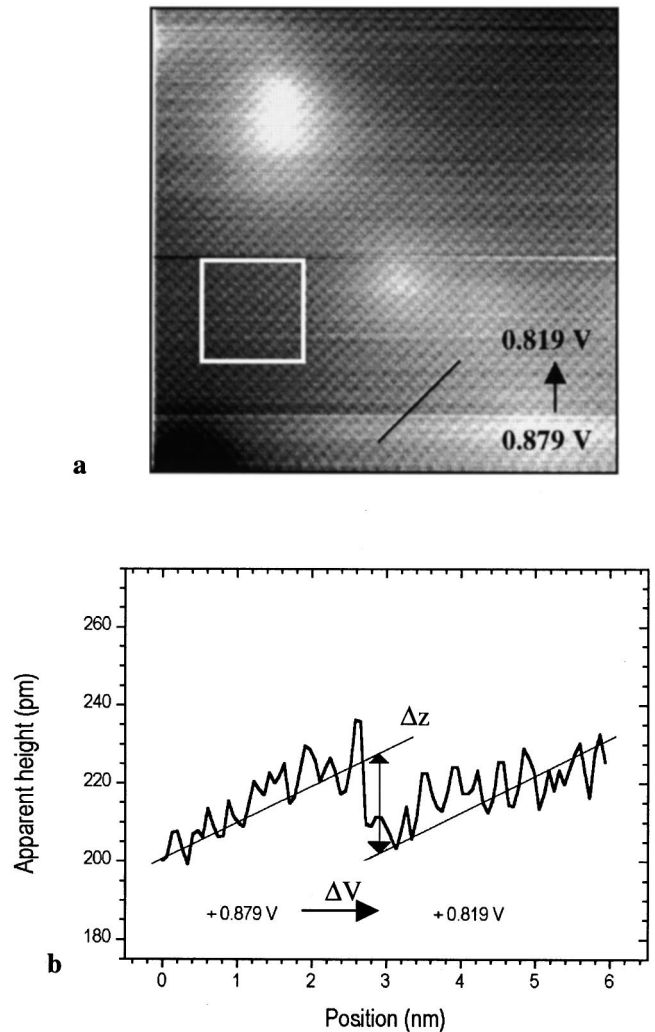 0.819 V
0.879 V
a
260
240
220
200
180
Apparent height (pm)
Δz
ΔV
+ 0.879 V
+ 0.819 V
b
0 1 2 3 4 5 6
Position (nm)